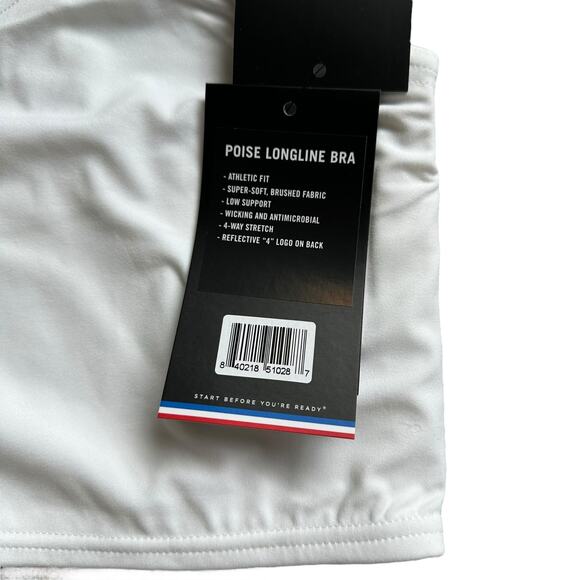 POISE LONGLINE BRA
- ATHLETIC FIT
- SUPER-SOFT, BRUSHED FABRIC
- LOW SUPPORT
- WICKING AND ANTIMICROBIAL
- 4-WAY STRETCH
- REFLECTIVE "4" LOGO ON BACK
8 40218 51028 7
START BEFORE YOU'RE READY®